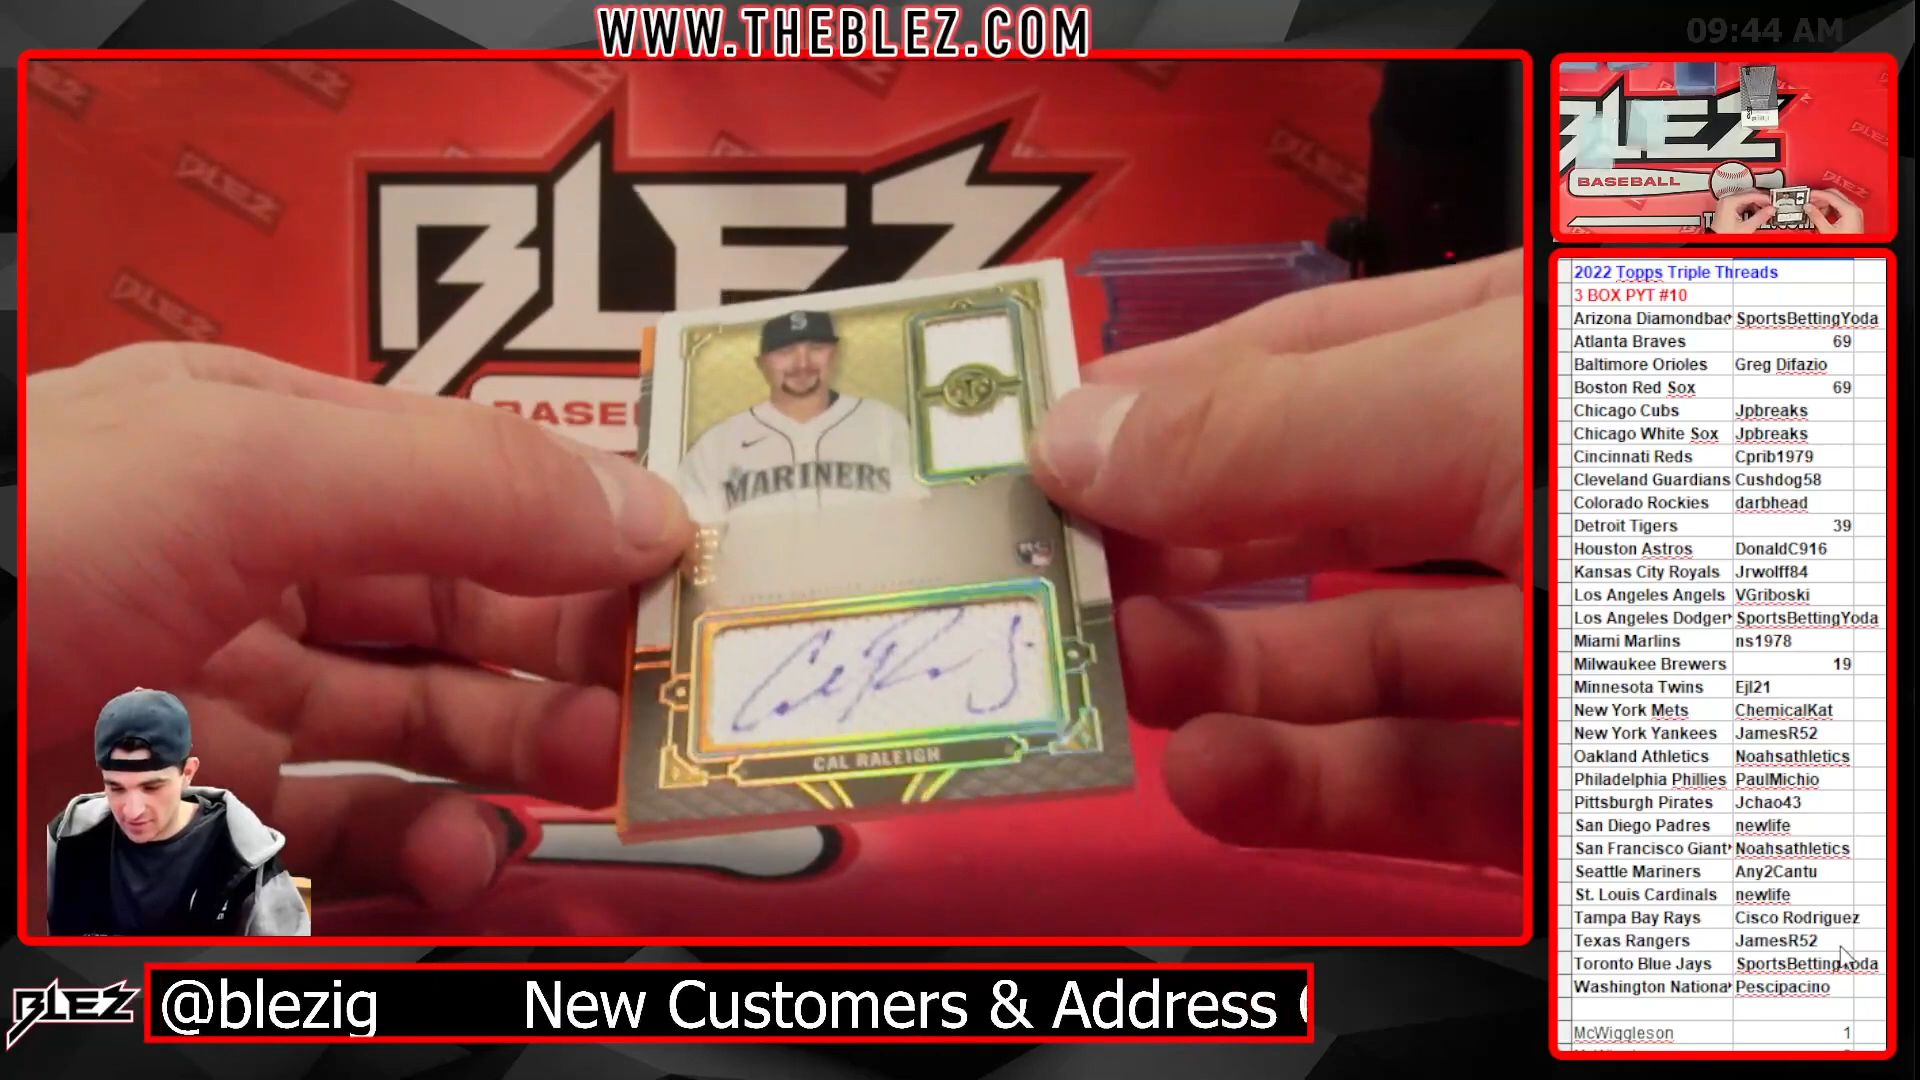 WWW.THEBLEZ.COM
09:44 AM
BLEZ
BASE
S
MARINERS
RC
CAL RALEIGH
BLEZ
BASEBALL
2022 Topps Triple Threads
3 BOX PYT #10
Arizona Diamondbac SportsBettingYoda
Atlanta Braves 69
Baltimore Orioles Greg Difazio
Boston Red Sox 69
Chicago Cubs Jpbreaks
Chicago White Sox Jpbreaks
Cincinnati Reds Cprib1979
Cleveland Guardians Cushdog58
Colorado Rockies darbhead
Detroit Tigers 39
Houston Astros DonaldC916
Kansas City Royals Jrwolff84
Los Angeles Angels VGriboski
Los Angeles Dodger SportsBettingYoda
Miami Marlins ns1978
Milwaukee Brewers 19
Minnesota Twins Ejl21
New York Mets ChemicalKat
New York Yankees JamesR52
Oakland Athletics Noahsathletics
Philadelphia Phillies PaulMichio
Pittsburgh Pirates Jchao43
San Diego Padres newlife
San Francisco Giant Noahsathletics
Seattle Mariners Any2Cantu
St. Louis Cardinals newlife
Tampa Bay Rays Cisco Rodriguez
Texas Rangers JamesR52
Toronto Blue Jays SportsBettingYoda
Washington Nationa Pescipacino
McWiggleson 1
BLEZ
@blezig New Customers & Address